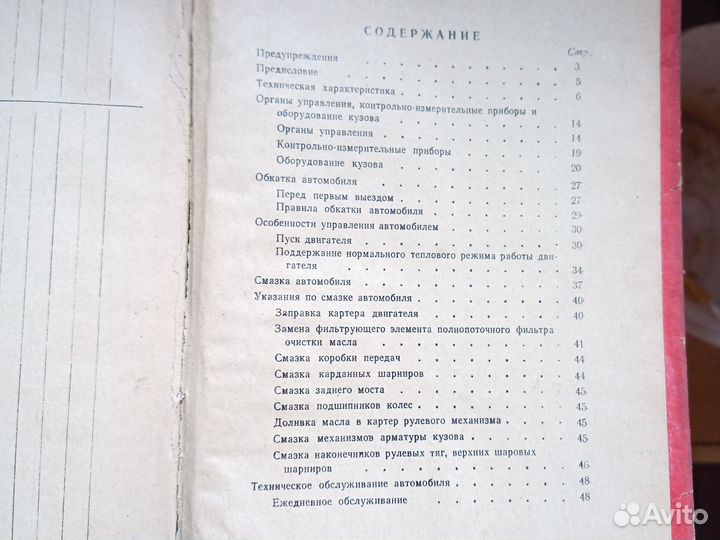 СОДЕРЖАНИЕ
Стр.
Предупреждения . . . . . . . . . . 3
Предисловие . . . . . . . . . . 5
Техническая характеристика . . . . . . . . . 6
Органы управления, контрольно-измерительные приборы и
оборудование кузова . . . . . . . . . 14
Органы управления . . . . . . . . . 14
Контрольно-измерительные приборы . . . . . . 19
Оборудование кузова . . . . . . . . . 20
Обкатка автомобиля . . . . . . . . . 27
Перед первым выездом . . . . . . . . . 27
Правила обкатки автомобиля . . . . . . . 29
Особенности управления автомобилем . . . . . . . 30
Пуск двигателя . . . . . . . . . . 30
Поддержание нормального теплового режима работы дви-
гателя . . . . . . . . . . . 34
Смазка автомобиля . . . . . . . . . . 37
Указания по смазке автомобиля . . . . . . . . 40
Заправка картера двигателя . . . . . . . 40
Замена фильтрующего элемента полнопоточного фильтра
очистки масла . . . . . . . . . . 41
Смазка коробки передач . . . . . . . . 44
Смазка карданных шарниров . . . . . . . 44
Смазка заднего моста . . . . . . . . . 45
Смазка подшипников колес . . . . . . . . 45
Доливка масла в картер рулевого механизма . . . . 45
Смазка механизмов арматуры кузова . . . . . . 45
Смазка наконечников рулевых тяг, верхних шаровых
шарниров . . . . . . . . . . 46
Техническое обслуживание автомобиля . . . . . . . 48
Ежедневное обслуживание . . . . . . . . 48
Avito